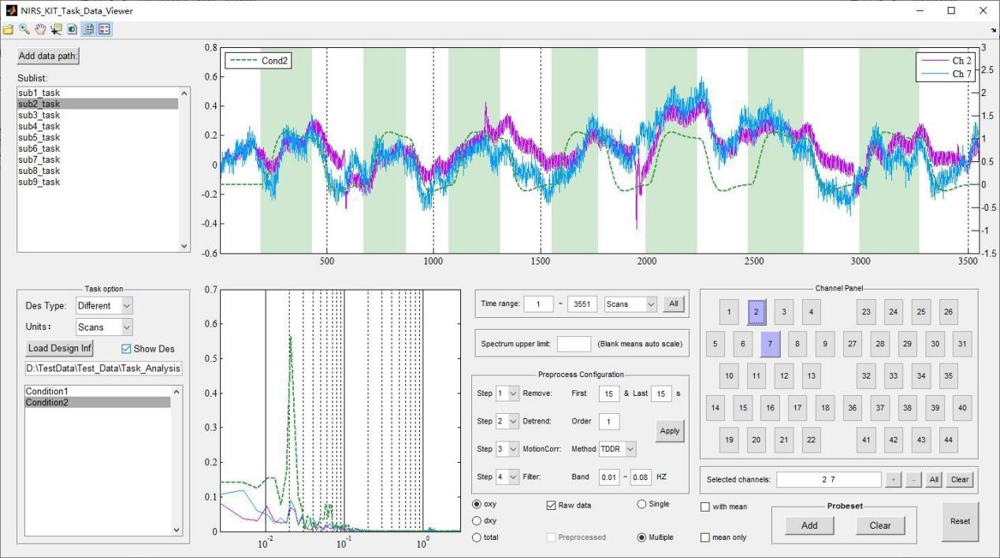 NIRS_KIT_Task_Data_Viewer
Add data path:
Sublist:
sub1_task
sub2_task
sub3_task
sub4_task
sub5_task
sub6_task
sub7_task
sub8_task
sub9_task
0.8
0.6
0.4
0.2
0
-0.2
-0.4
-0.6
Cond2
Ch 2
Ch 7
3
2.5
2
1.5
1
0.5
0
-0.5
-1
-1.5
500 1000 1500 2000 2500 3000 3500
Task option
Des Type: Different
Units: Scans
Load Design Inf Show Des
D:\TestData\Test_Data\Task_Analysis
Condition1
Condition2
0.7
0.6
0.5
0.4
0.3
0.2
0.1
0
10^-2 10^-1 10^0
Time range: 1 ~ 3551 Scans All
Spectrum upper limit: (Blank means auto scale)
Preprocess Configuration
Step 1 Remove: First 15 & Last 15 s
Step 2 Detrend: Order 1
Apply
Step 3 MotionCorr: Method TDDR
Step 4 Filter: Band 0.01 ~ 0.08 HZ
oxy Raw data Single
dxy
total Preprocessed Multiple
Channel Panel
1 2 3 4 23 24 25 26
5 6 7 8 9 27 28 29 30 31
10 11 12 13 32 33 34 35
14 15 16 17 18 36 37 38 39 40
19 20 21 22 41 42 43 44
Selected channels: 2 7 + - All Clear
with mean
mean only
Probeset
Add Clear
Reset